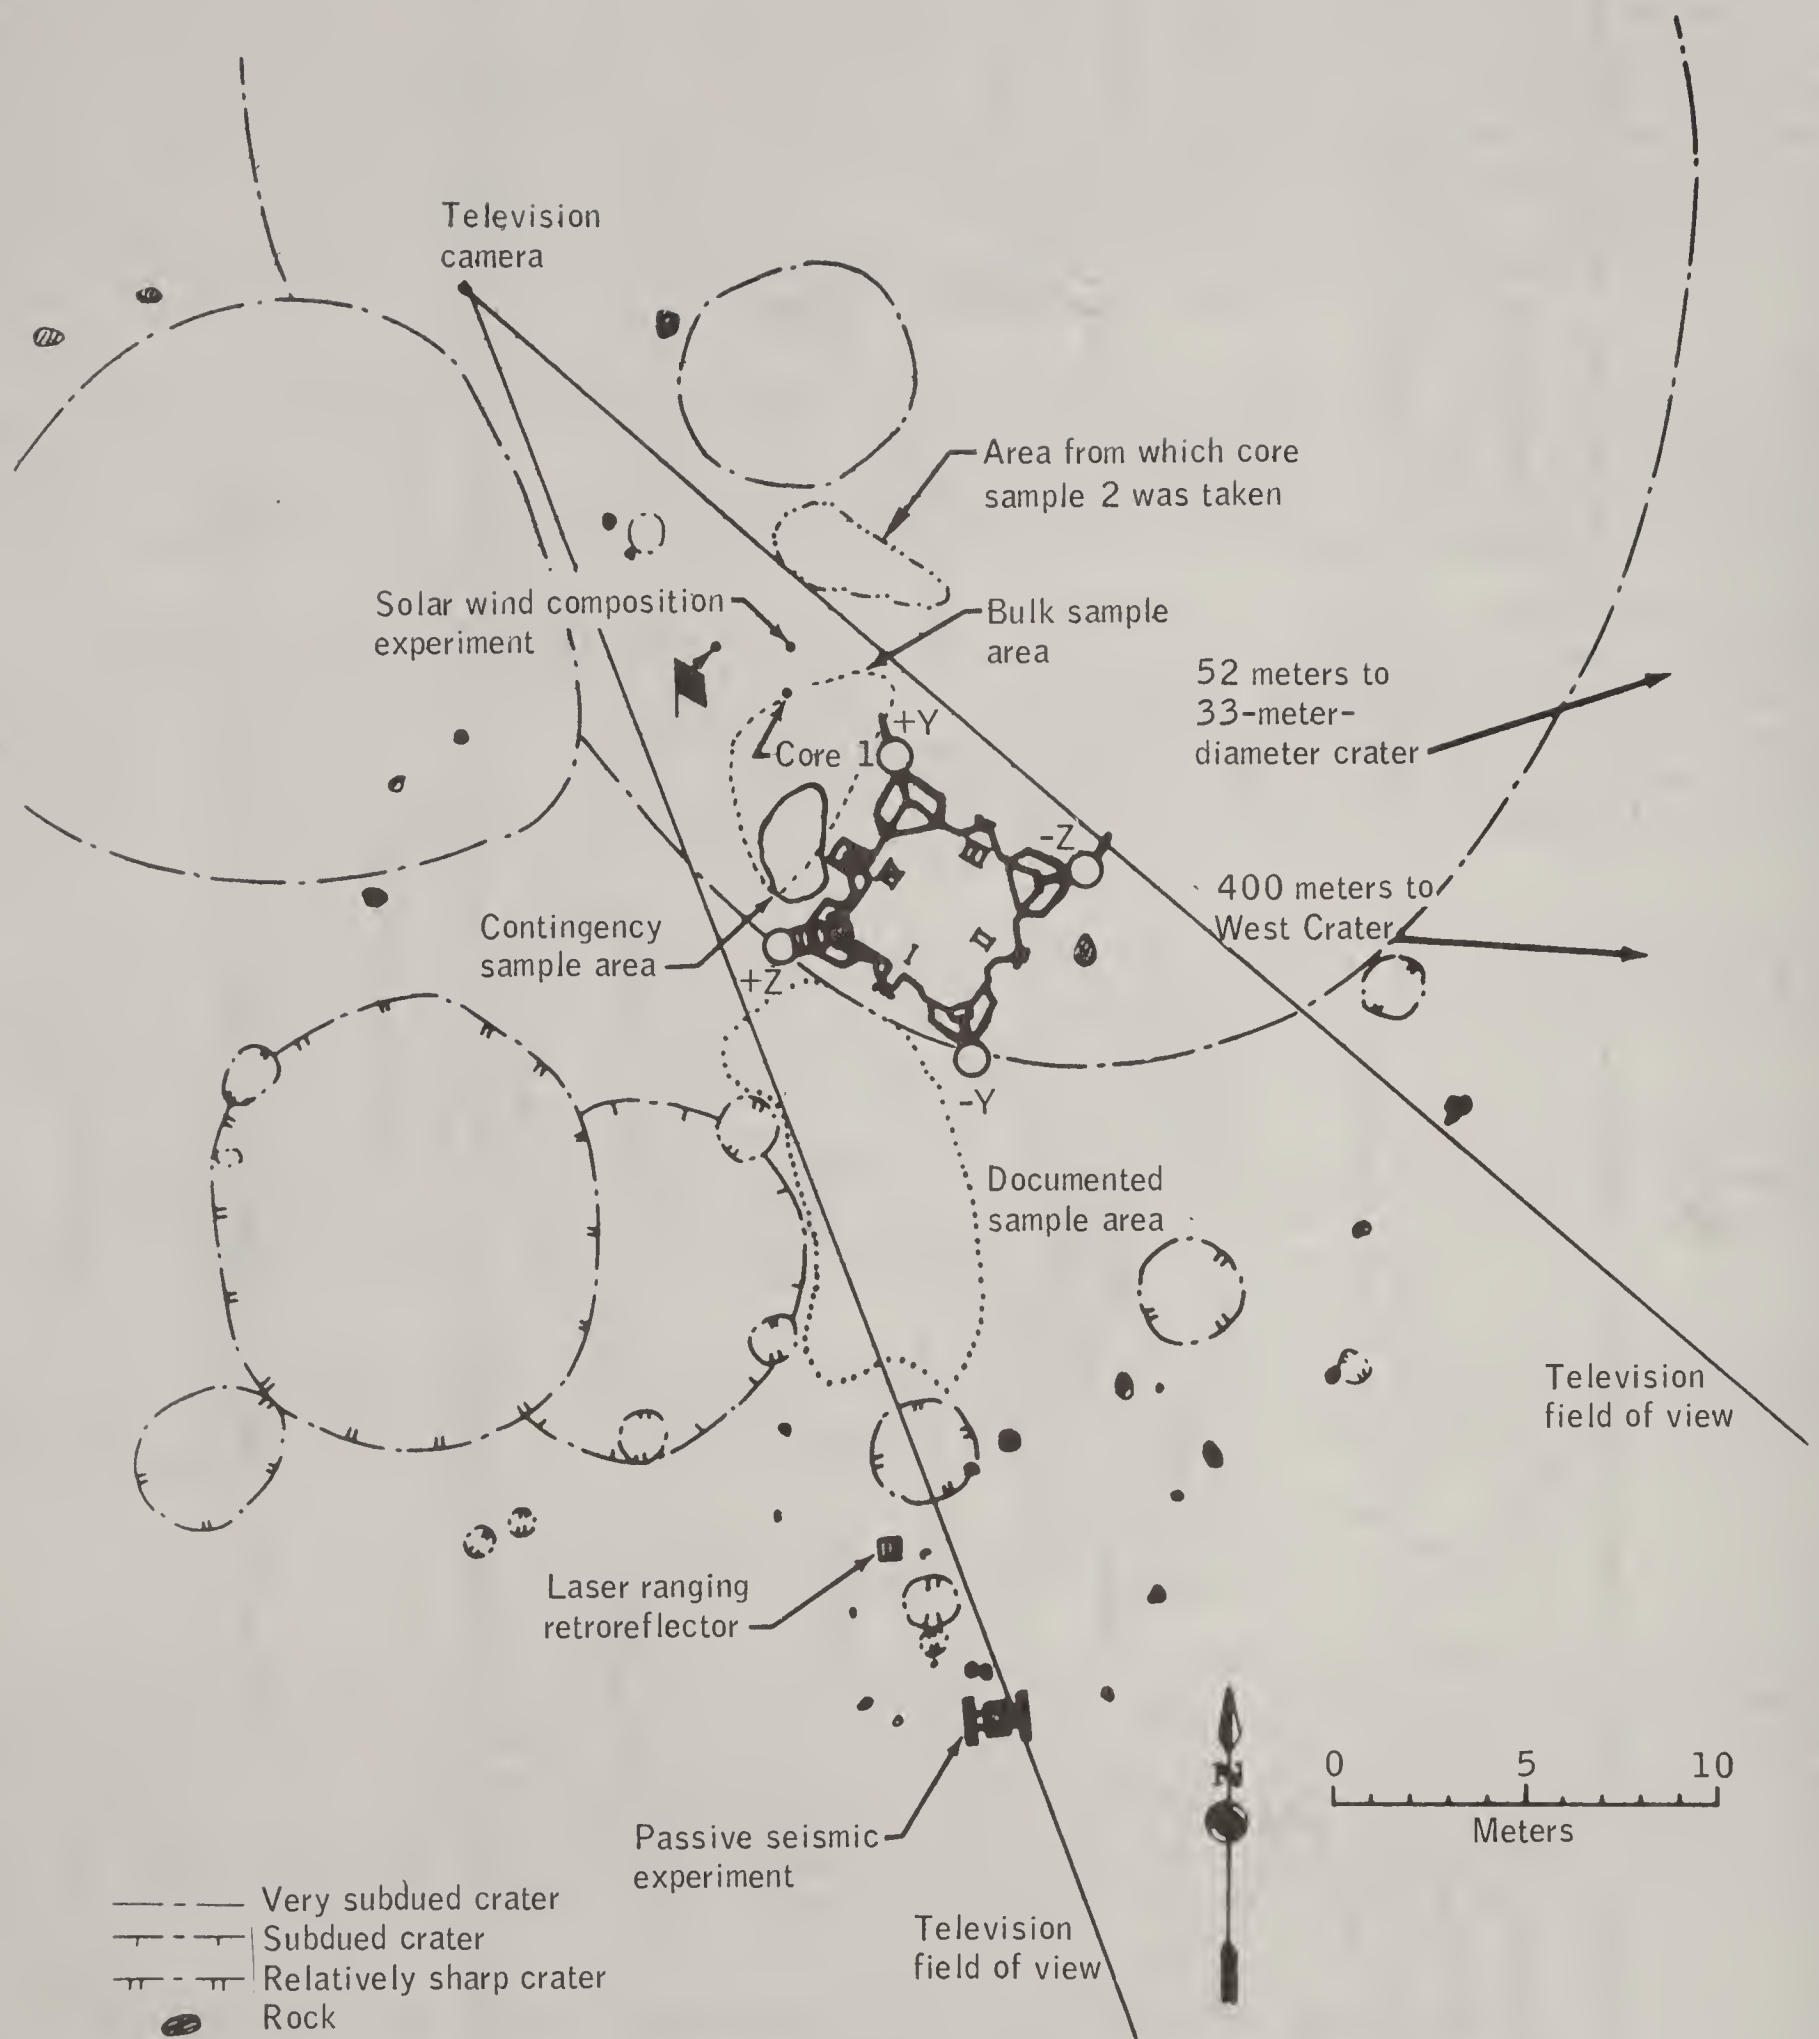 Television
camera
Area from which core
sample 2 was taken
Solar wind composition
experiment
Bulk sample
area
52 meters to
33-meter-
diameter crater
+Y
Core 1
-Z
III
400 meters to
West Crater
Contingency
sample area
I
II
+Z
-Y
Documented
sample area
Television
field of view
Laser ranging
retroreflector
N
0 5 10
Meters
Passive seismic
experiment
Television
field of view
Very subdued crater
Subdued crater
Relatively sharp crater
Rock